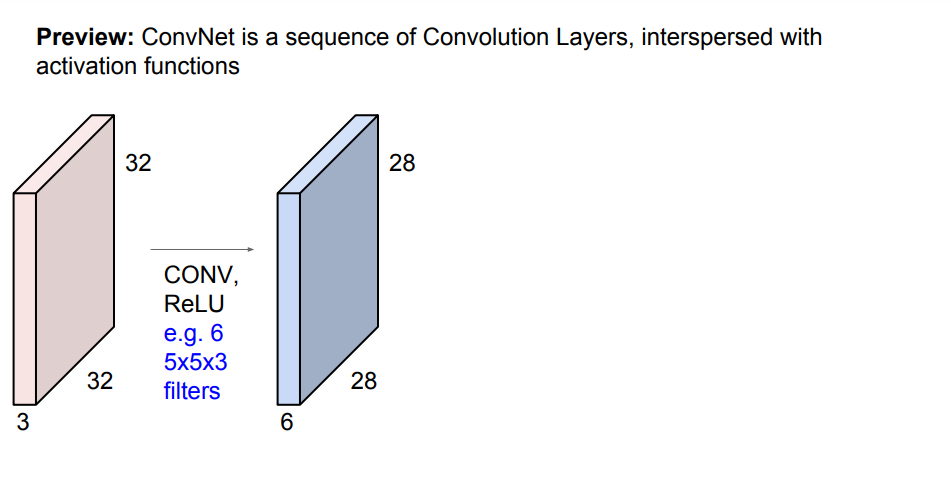 Preview: ConvNet is a sequence of Convolution Layers, interspersed with
activation functions
32
28
CONV,
ReLU
e.g. 6
5x5x3
filters
32
28
3
6